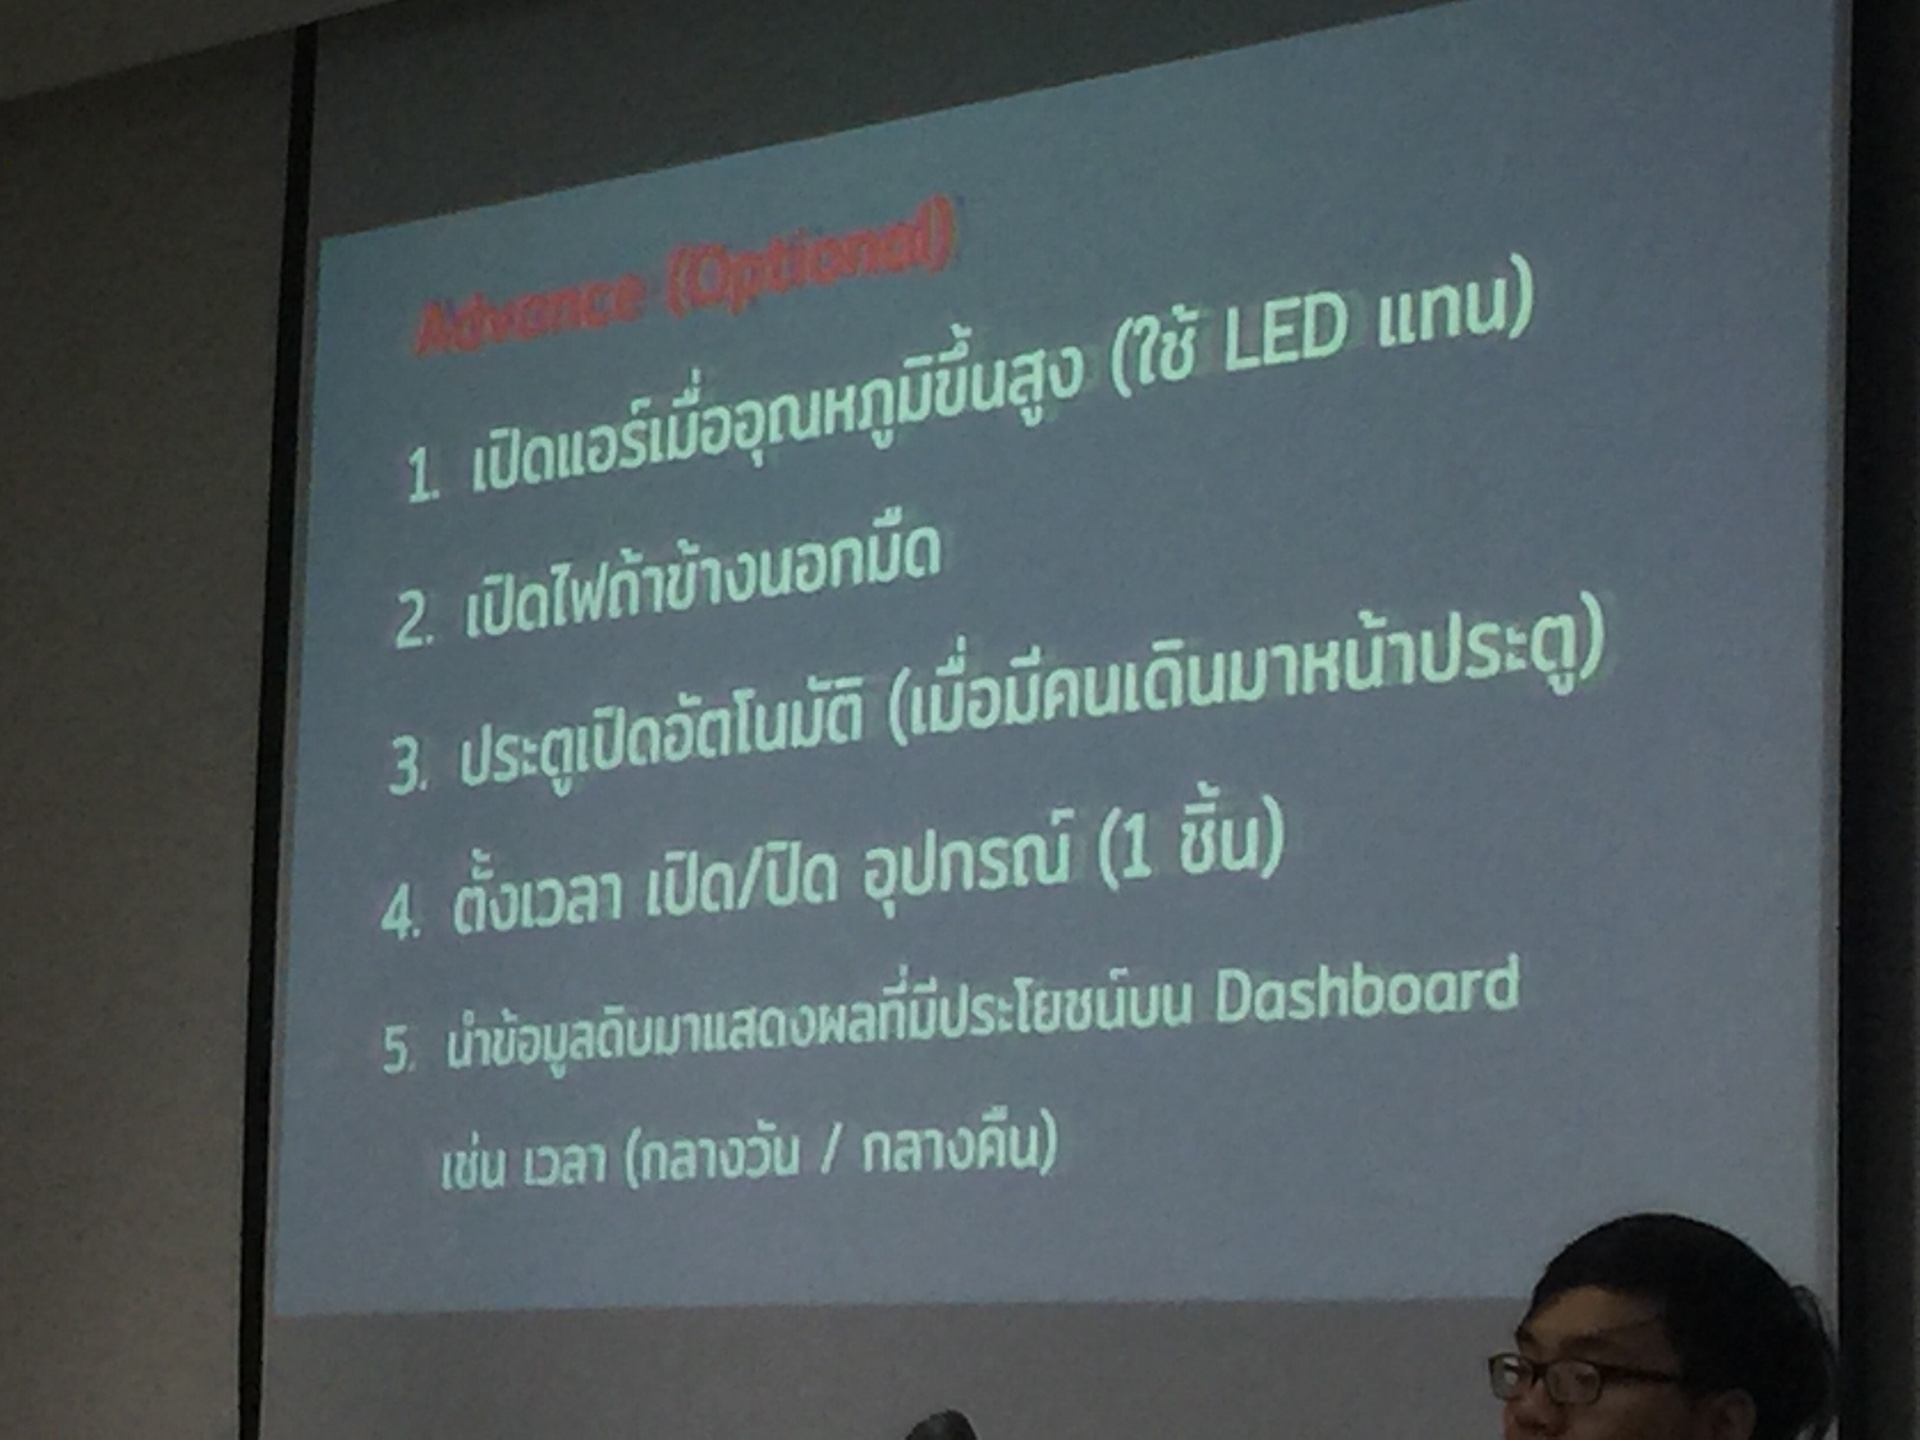 Advance (Optional)
1. เปิดแอร์เมื่ออุณหภูมิขึ้นสูง (ใช้ LED แทน)
2. เปิดไฟถ้าข้างนอกมืด
3. ประตูเปิดอัตโนมัติ (เมื่อมีคนเดินมาหน้าประตู)
4. ตั้งเวลา เปิด/ปิด อุปกรณ์ (1 ชิ้น)
5. นำข้อมูลดิบมาแสดงผลที่มีประโยชน์บน Dashboard
เช่น เวลา (กลางวัน / กลางคืน)